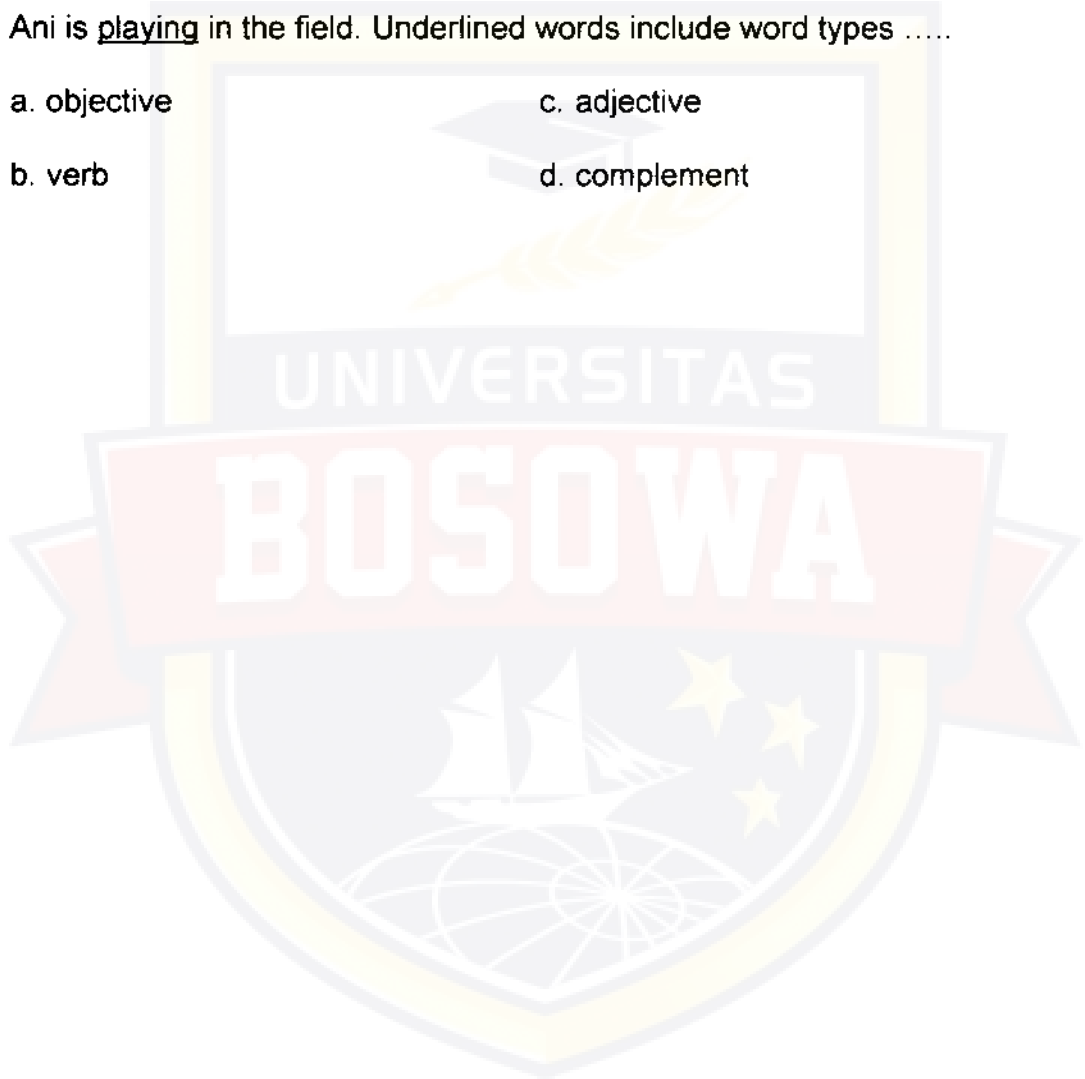 Ani is playing in the field. Underlined words include word types .....
a. objective c. adjective
b. verb d. complement
UNIVERSITAS
BOSOWA